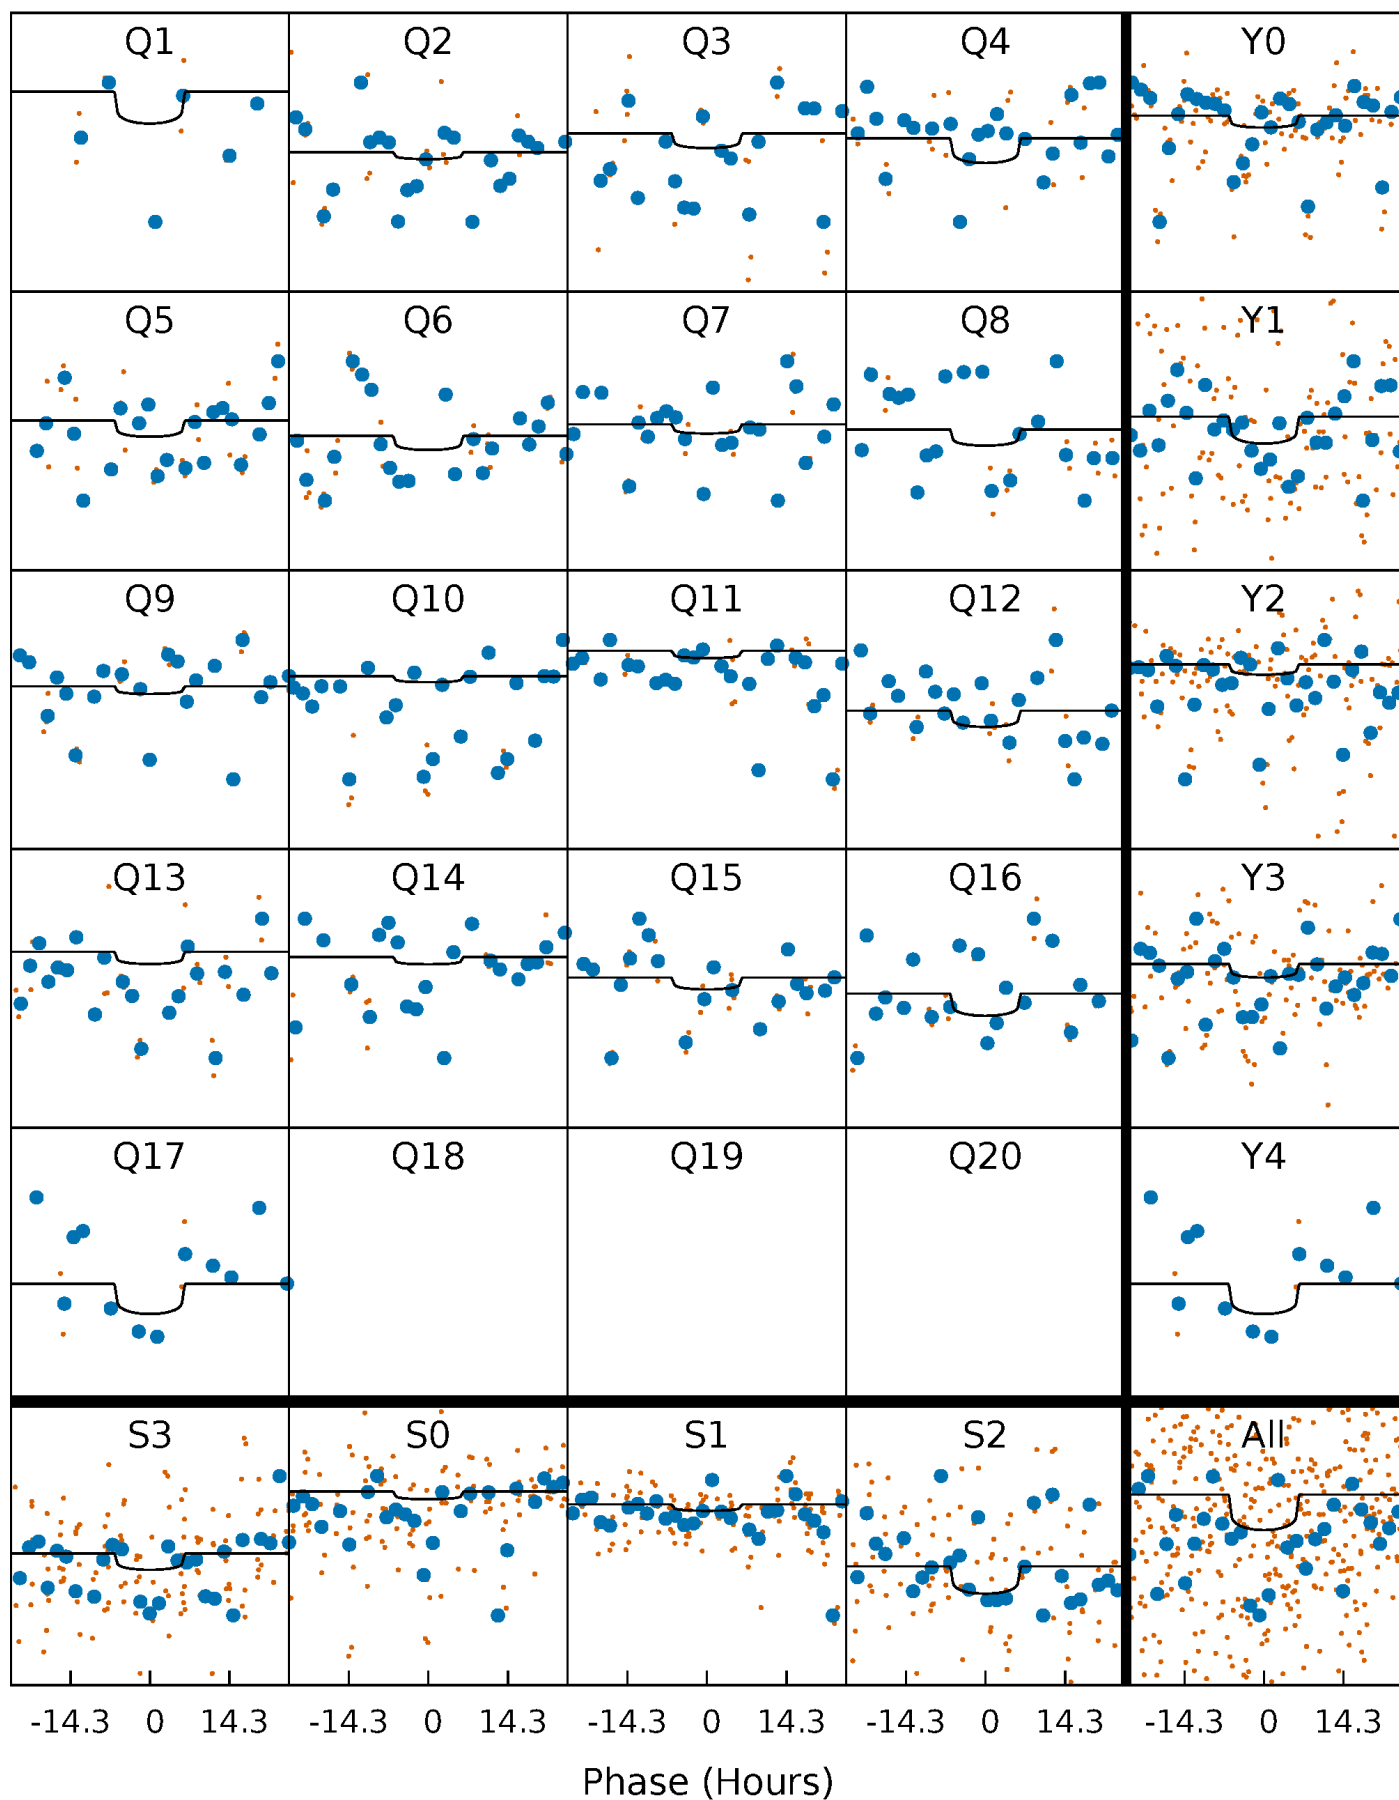 Q1 Q2 Q3 Q4 Y0
Q5 Q6 Q7 Q8 Y1
Q9 Q10 Q11 Q12 Y2
Q13 Q14 Q15 Q16 Y3
Q17 Q18 Q19 Q20 Y4
S3 S0 S1 S2 All
-14.3 0 14.3 -14.3 0 14.3 -14.3 0 14.3 -14.3 0 14.3 -14.3 0 14.3
Phase (Hours)